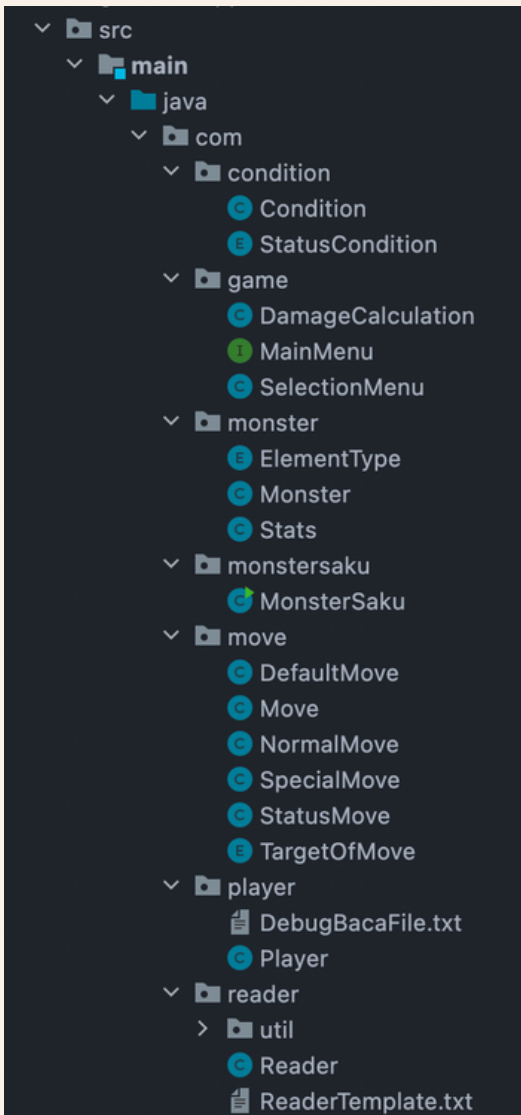 src
main
java
com
condition
C Condition
E StatusCondition
game
C DamageCalculation
I MainMenu
C SelectionMenu
monster
E ElementType
C Monster
C Stats
monstersaku
C MonsterSaku
move
C DefaultMove
C Move
C NormalMove
C SpecialMove
C StatusMove
E TargetOfMove
player
DebugBacaFile.txt
C Player
reader
util
C Reader
ReaderTemplate.txt